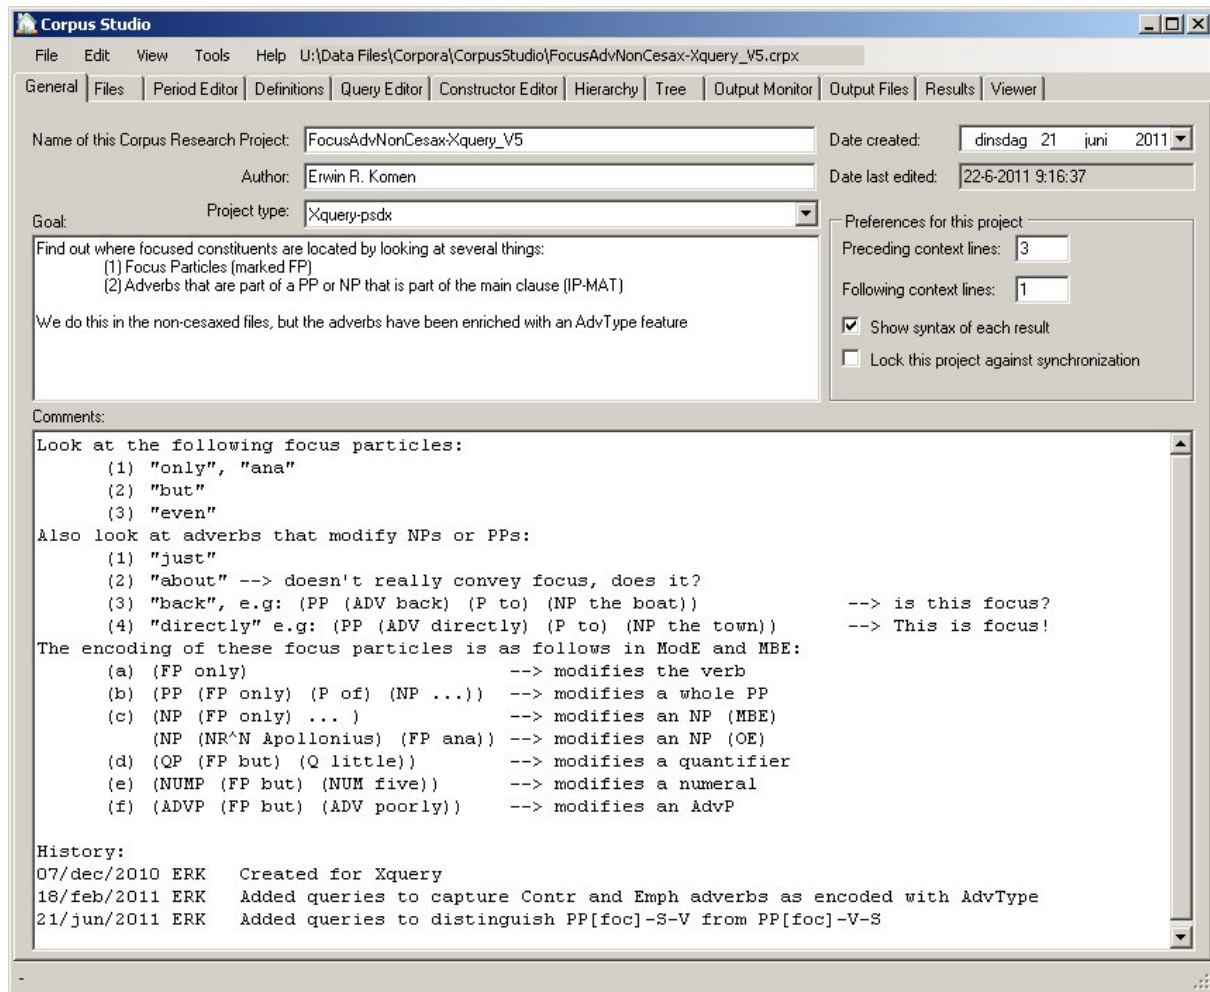 Corpus Studio
File Edit View Tools Help U:\Data Files\Corpora\CorpusStudio\FocusAdvNonCesax-Xquery_V5.crpx
General Files Period Editor Definitions Query Editor Constructor Editor Hierarchy Tree Output Monitor Output Files Results Viewer
Name of this Corpus Research Project: FocusAdvNonCesax-Xquery_V5 Date created: dinsdag 21 juni 2011
Author: Erwin R. Komen Date last edited: 22-6-2011 9:16:37
Project type: Xquery-psdx
Goal:
Find out where focused constituents are located by looking at several things:
(1) Focus Particles (marked FP)
(2) Adverbs that are part of a PP or NP that is part of the main clause (IP-MAT)
We do this in the non-cesaxed files, but the adverbs have been enriched with an AdvType feature
Preferences for this project
Preceding context lines: 3
Following context lines: 1
Show syntax of each result
Lock this project against synchronization
Comments:
Look at the following focus particles:
(1) "only", "ana"
(2) "but"
(3) "even"
Also look at adverbs that modify NPs or PPs:
(1) "just"
(2) "about" --> doesn't really convey focus, does it?
(3) "back", e.g: (PP (ADV back) (P to) (NP the boat)) --> is this focus?
(4) "directly" e.g: (PP (ADV directly) (P to) (NP the town)) --> This is focus!
The encoding of these focus particles is as follows in ModE and MBE:
(a) (FP only) --> modifies the verb
(b) (PP (FP only) (P of) (NP ...)) --> modifies a whole PP
(c) (NP (FP only) ... ) --> modifies an NP (MBE)
(NP (NR^N Apollonius) (FP ana)) --> modifies an NP (OE)
(d) (QP (FP but) (Q little)) --> modifies a quantifier
(e) (NUMP (FP but) (NUM five)) --> modifies a numeral
(f) (ADVP (FP but) (ADV poorly)) --> modifies an AdvP
History:
07/dec/2010 ERK Created for Xquery
18/feb/2011 ERK Added queries to capture Contr and Emph adverbs as encoded with AdvType
21/jun/2011 ERK Added queries to distinguish PP[foc]-S-V from PP[foc]-V-S
-